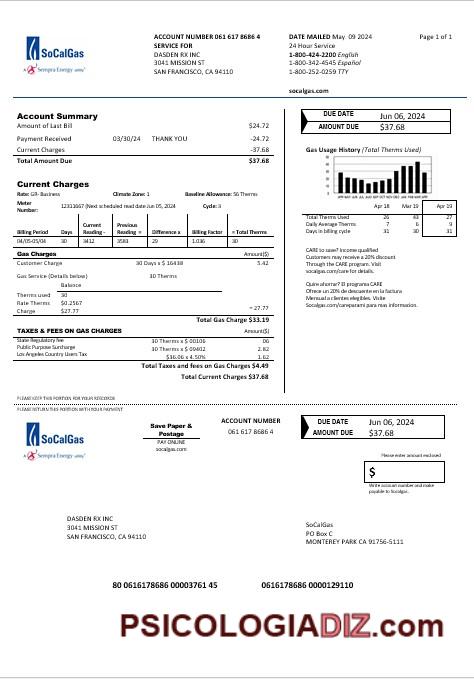 SoCalGas
A Sempra Energy utility®
ACCOUNT NUMBER 061 617 8686 4
SERVICE FOR
DASDEN RX INC
3041 MISSION ST
SAN FRANCISCO, CA 94110
DATE MAILED May 09 2024
24 Hour Service
1-800-424-2200 English
1-800-342-4545 Español
1-800-252-0259 TTY
socalgas.com
Page 1 of 1
Account Summary
Amount of Last Bill $24.72
Payment Received 03/30/24 THANK YOU -24.72
Current Charges -37.68
Total Amount Due $37.68
DUE DATE Jun 06, 2024
AMOUNT DUE $37.68
Gas Usage History (Total Therms Used)
50
40
30
20
10
0
Apr 18 Mar 19 Apr 19
Total Therms Used 26 43 27
Daily Average Therms 7 6 9
Days in billing cycle 31 30 31
CARE to save? Income qualified
Customers may receive a 20% discount
Through the CARE program. Visit
socalgas.com/care for details.
Quire ahorrar? El programa CARE
Ofrece un 20% de descuento en la factura
Mensual a clientes elegibles. Visite
Socalgas.com/careparami para mas informacion.
Current Charges
Rate: GR- Business Climate Zone: 1 Baseline Allowance: 56 Therms
Meter Number: 12311667 (Next scheduled read date Jun 05, 2024 Cycle: 3
Billing Period Days Current Reading - Previous Reading = Difference x Billing Factor = Total Therms
04/05-05/04 30 3412 3583 29 1.036 30
Gas Charges Amount($)
Customer Charge 30 Days x $ 16438 5.42
Gas Service (Details below) 30 Therms
Balance
Therms used 30
Rate Therms $0.2567
Charge $27.77 = 27.77
Total Gas Charge $33.19
TAXES & FEES ON GAS CHARGES Amount($)
State Regulatory fee 30 Therms x $ 00106 06
Public Purpose Surcharge 30 Therms x $ 09402 2.82
Los Angeles Country Users Tax $36.06 x 4.50% 1.62
Total Taxes and fees on Gas Charges $4.49
Total Current Charges $37.68
PLEASE KEEP THIS PORTION FOR YOUR RECORDS
PLEASE RETURN THIS PORTION WITH YOUR PAYMENT
SoCalGas
A Sempra Energy utility®
Save Paper &
Postage
PAY ONLINE
socalgas.com
ACCOUNT NUMBER
061 617 8686 4
DUE DATE Jun 06, 2024
AMOUNT DUE $37.68
Please enter amount enclosed
$
Write account number and make
payable to Socalgas.
DASDEN RX INC
3041 MISSION ST
SAN FRANCISCO, CA 94110
SoCalGas
PO Box C
MONTEREY PARK CA 91756-5111
80 0616178686 00003761 45 0616178686 0000129110
PSICOLOGIADIZ.com